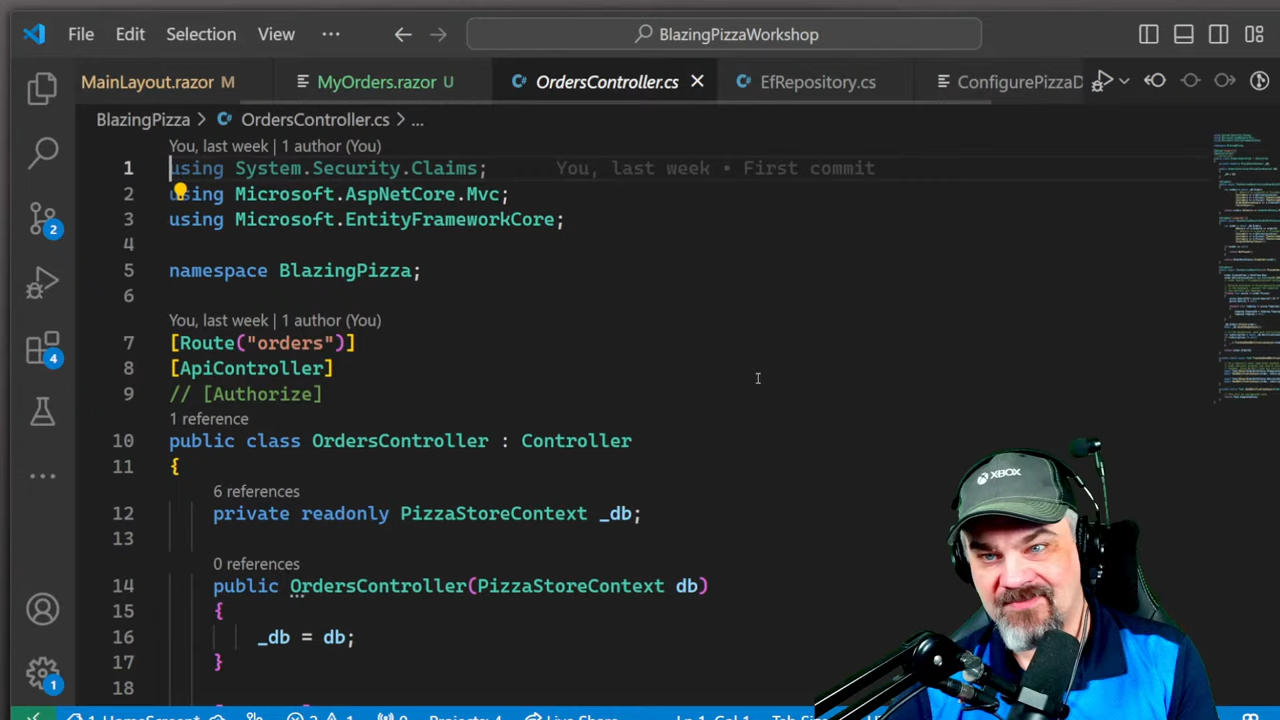 File Edit Selection View ··· BlazingPizzaWorkshop
MainLayout.razor M MyOrders.razor U OrdersController.cs EfRepository.cs ConfigurePizzaD
BlazingPizza > OrdersController.cs > ...
You, last week | 1 author (You)
1 using System.Security.Claims; You, last week • First commit
2 using Microsoft.AspNetCore.Mvc;
3 using Microsoft.EntityFrameworkCore;
4
5 namespace BlazingPizza;
6
You, last week | 1 author (You)
7 [Route("orders")]
8 [ApiController]
9 // [Authorize]
1 reference
10 public class OrdersController : Controller
11 {
6 references
12 private readonly PizzaStoreContext _db;
13
0 references
14 public OrdersController(PizzaStoreContext db)
15 {
16 _db = db;
17 }
18
2
4
1
XBOX